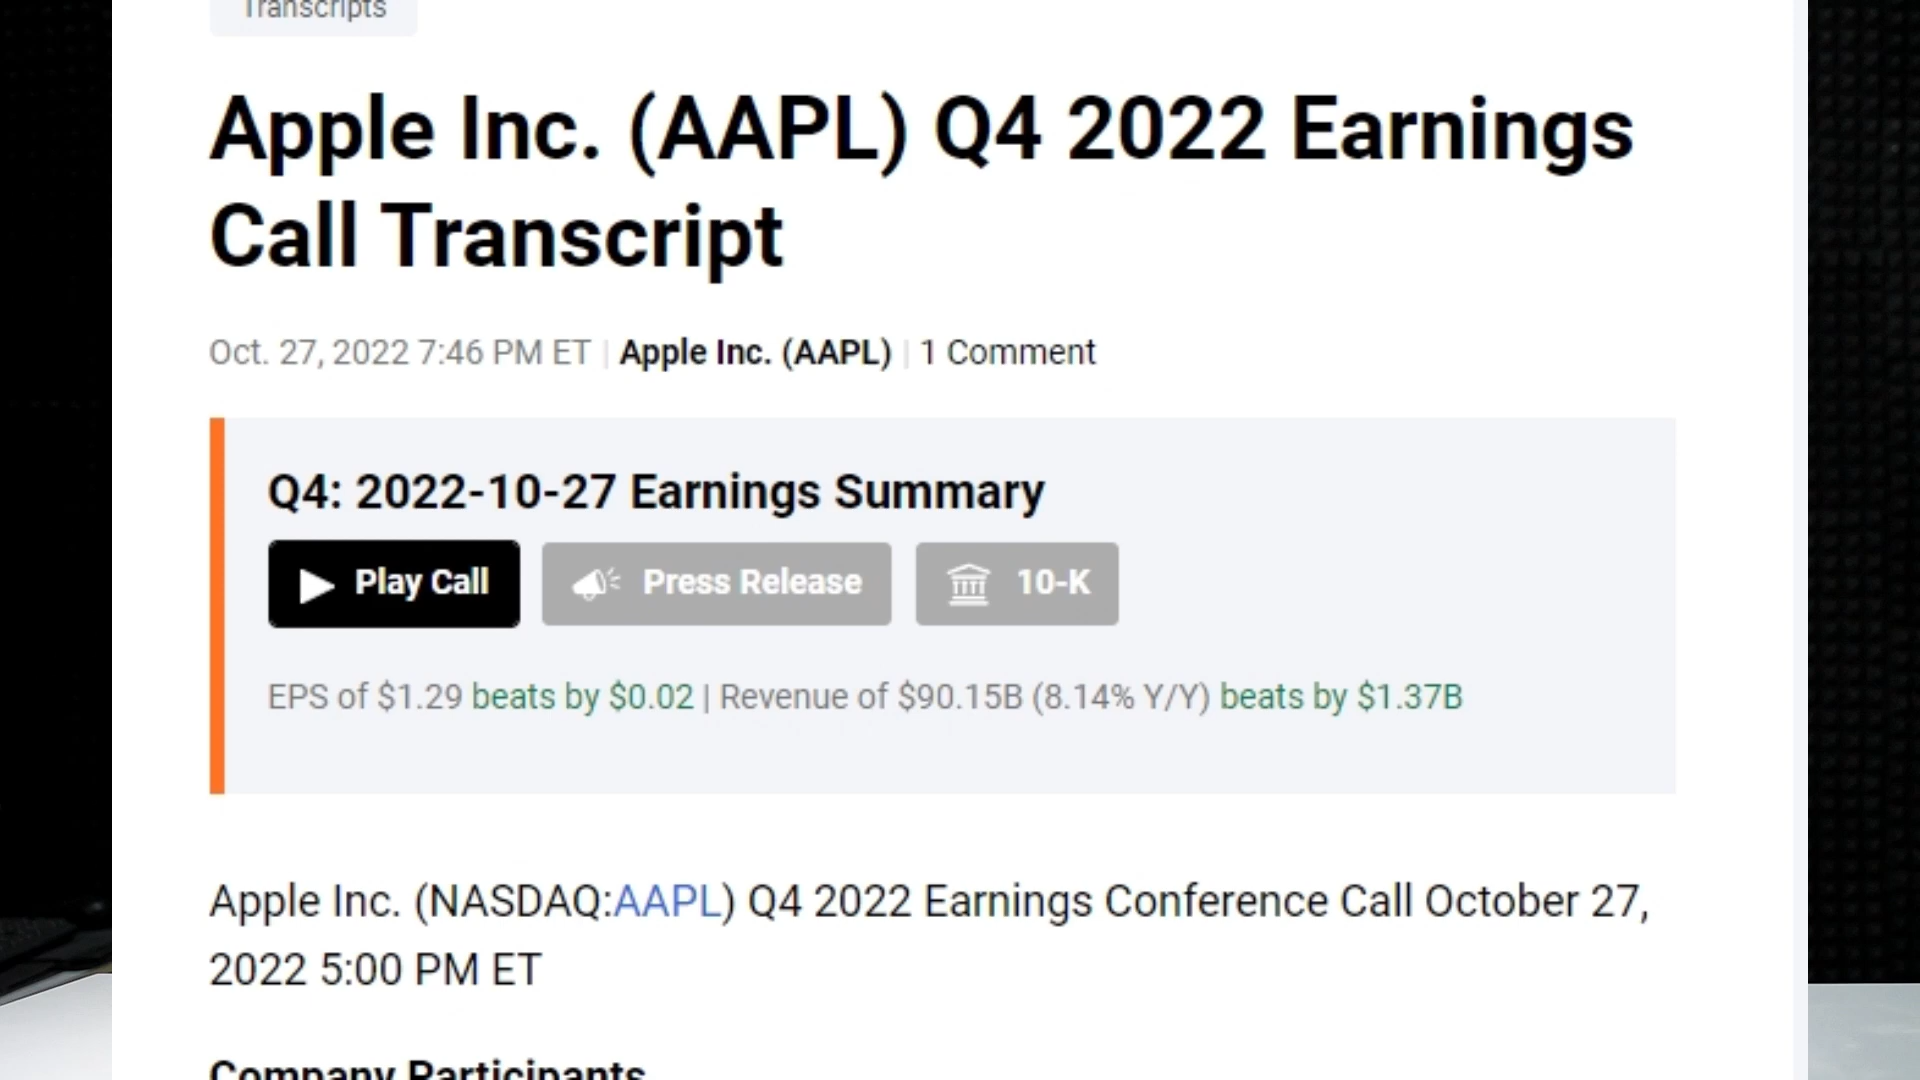 Transcripts
Apple Inc. (AAPL) Q4 2022 Earnings
Call Transcript
Oct. 27, 2022 7:46 PM ET | Apple Inc. (AAPL) | 1 Comment
Q4: 2022-10-27 Earnings Summary
Play Call Press Release 10-K
EPS of $1.29 beats by $0.02 | Revenue of $90.15B (8.14% Y/Y) beats by $1.37B
Apple Inc. (NASDAQ:AAPL) Q4 2022 Earnings Conference Call October 27,
2022 5:00 PM ET
Company Participants